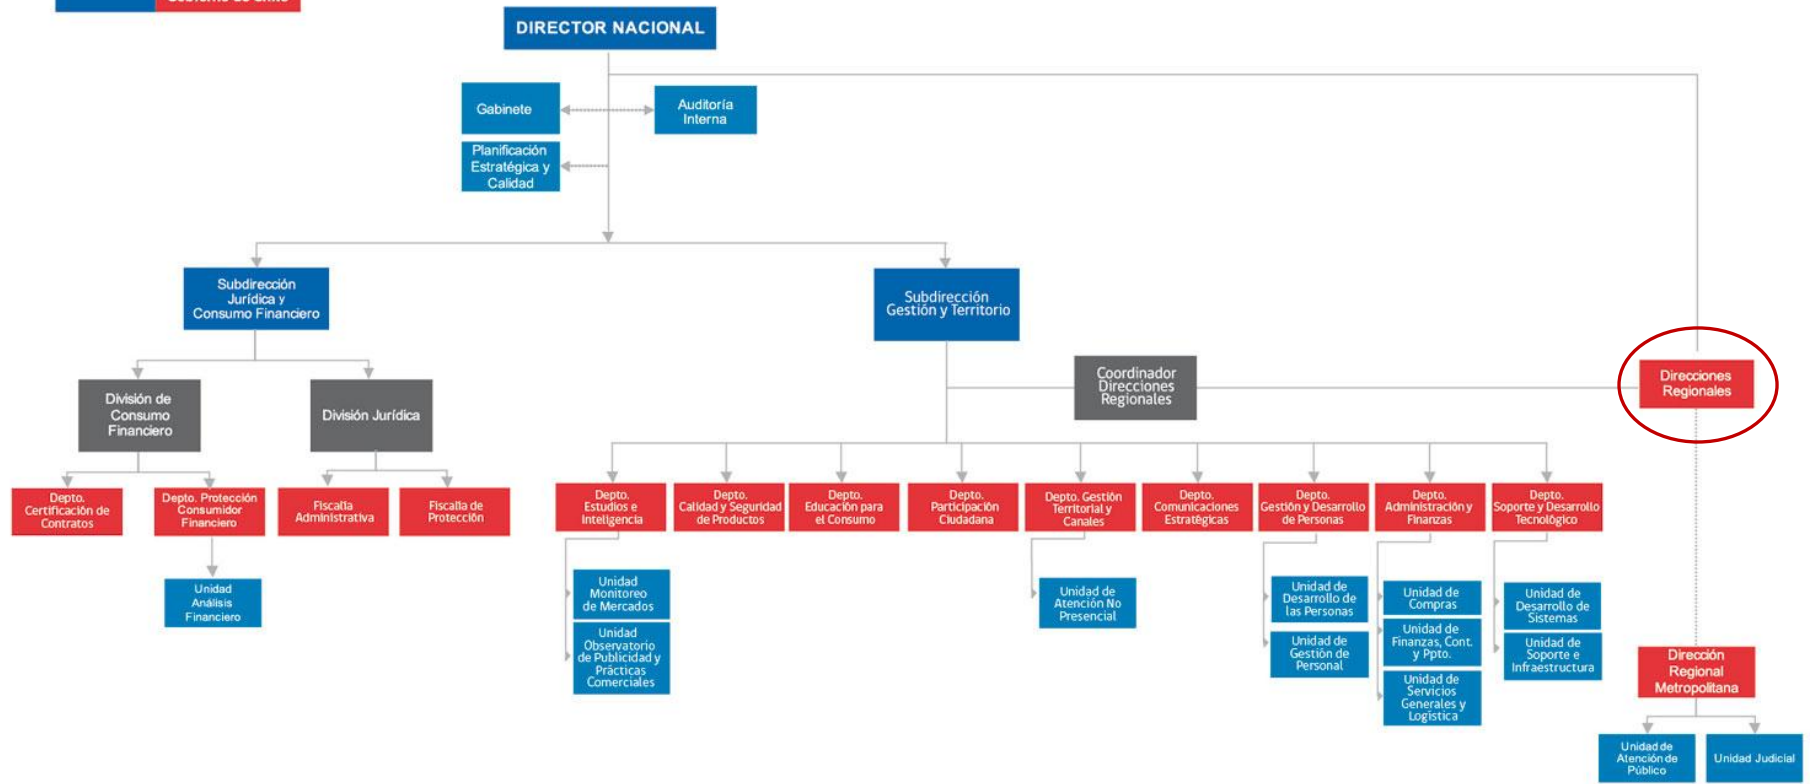 Gobierno de Chile
DIRECTOR NACIONAL
Gabinete
Auditoría
Interna
Planificación
Estratégica y
Calidad
Subdirección
Jurídica y
Consumo Financiero
Subdirección
Gestión y Territorio
Coordinador
Direcciones
Regionales
Direcciones
Regionales
División de
Consumo
Financiero
División Jurídica
Depto.
Certificación de
Contratos
Depto. Protección
Consumidor
Financiero
Fiscalía
Administrativa
Fiscalía de
Protección
Depto.
Estudios e
Inteligencia
Depto.
Calidad y Seguridad
de Productos
Depto.
Educación para
el Consumo
Depto.
Participación
Ciudadana
Depto. Gestión
Territorial y
Canales
Depto.
Comunicaciones
Estratégicas
Depto.
Gestión y Desarrollo
de Personas
Depto.
Administración y
Finanzas
Depto.
Soporte y Desarrollo
Tecnológico
Unidad
Análisis
Financiero
Unidad
Monitoreo
de Mercados
Unidad
Observatorio
de Publicidad y
Prácticas
Comerciales
Unidad de
Atención No
Presencial
Unidad de
Desarrollo de
las Personas
Unidad de
Gestión de
Personal
Unidad de
Compras
Unidad de
Finanzas, Cont.
y Ppto.
Unidad de
Servicios
Generales y
Logística
Unidad de
Desarrollo de
Sistemas
Unidad de
Soporte e
Infraestructura
Dirección
Regional
Metropolitana
Unidad de
Atención de
Público
Unidad Judicial